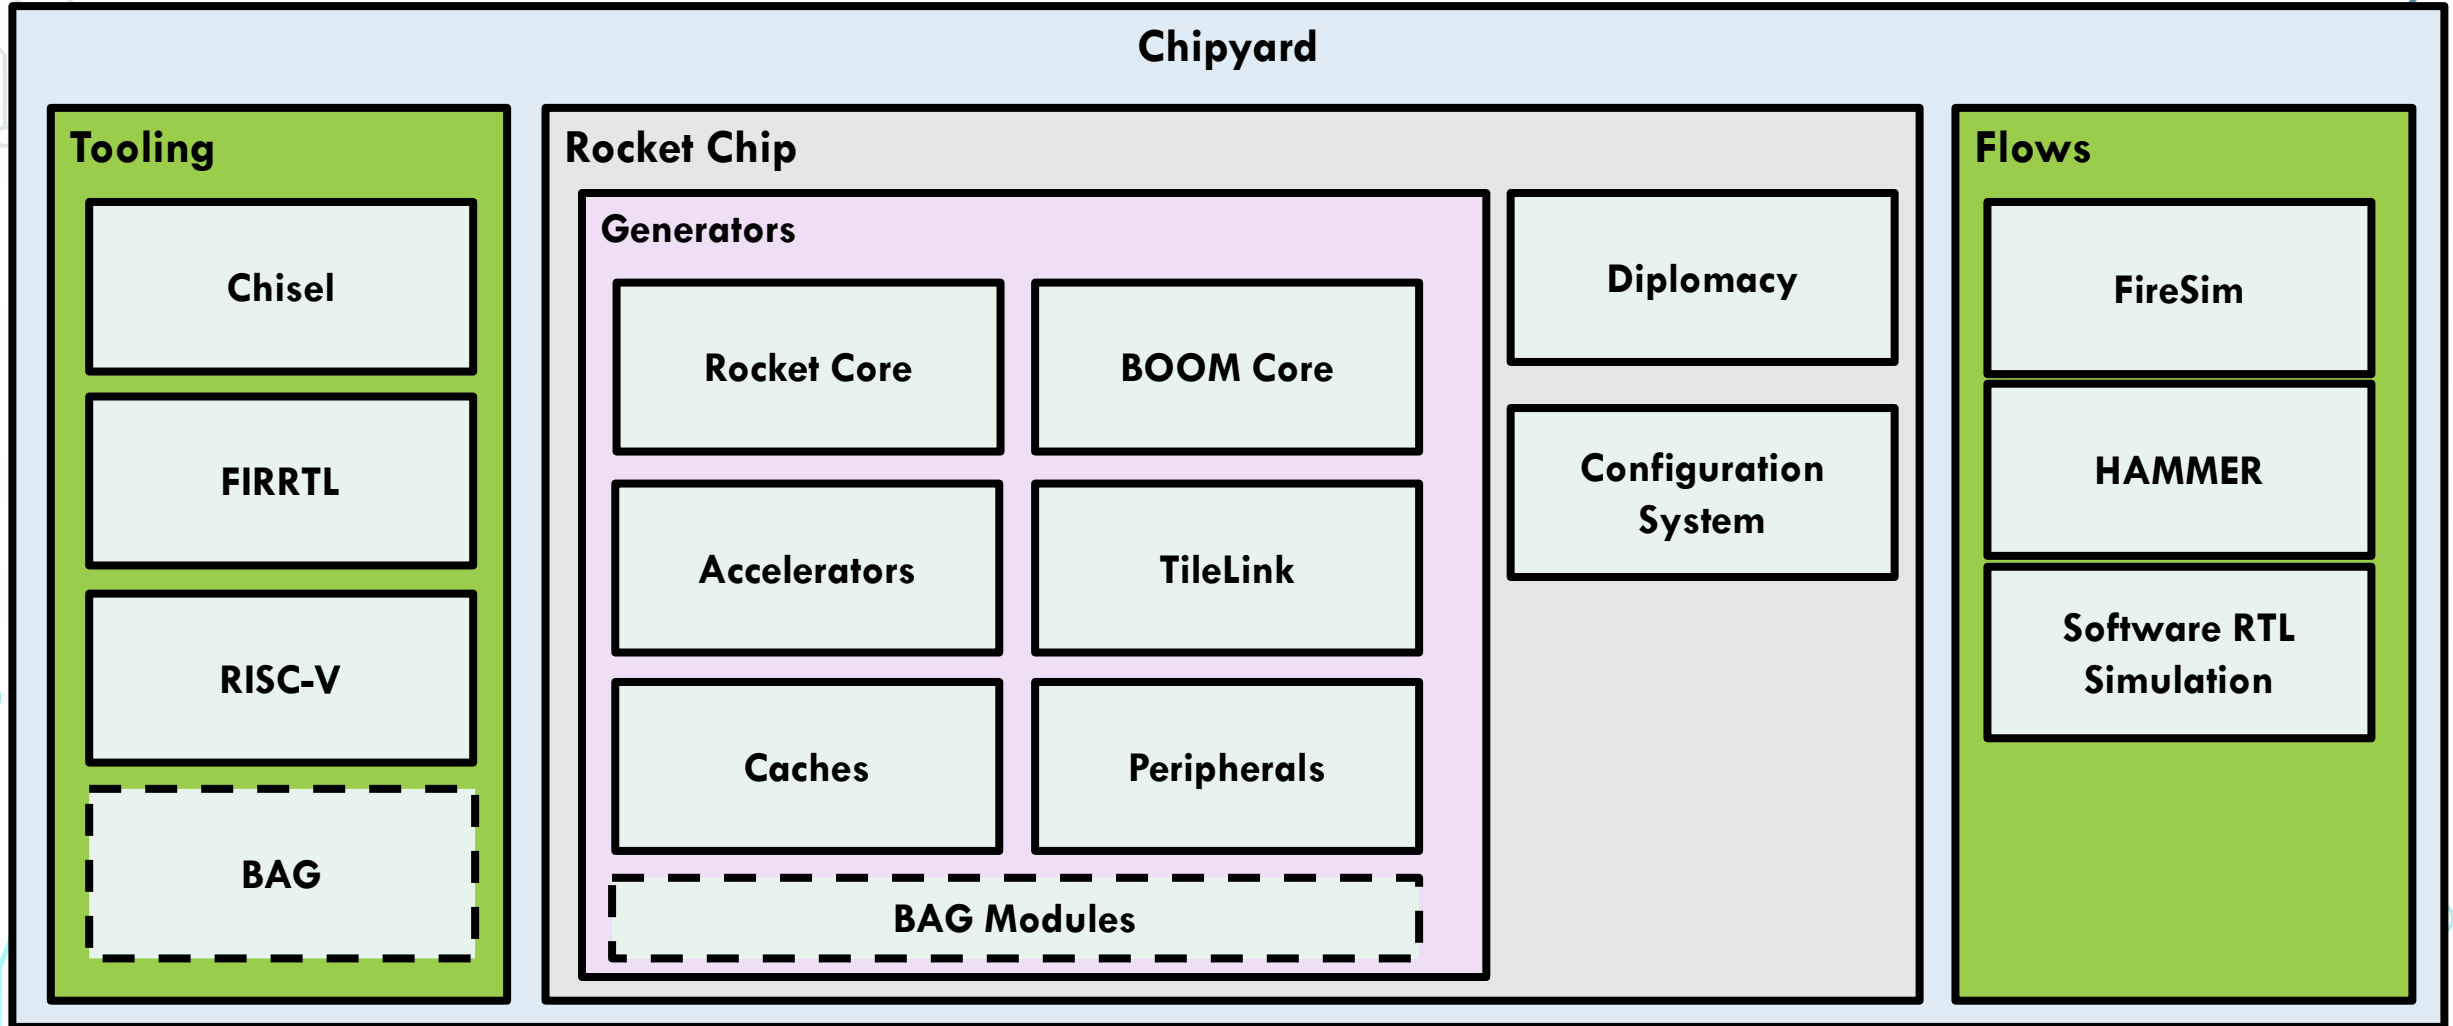 Chipyard
Tooling
Chisel
FIRRTL
RISC-V
BAG
Rocket Chip
Generators
Rocket Core
BOOM Core
Accelerators
TileLink
Caches
Peripherals
BAG Modules
Diplomacy
Configuration
System
Flows
FireSim
HAMMER
Software RTL
Simulation